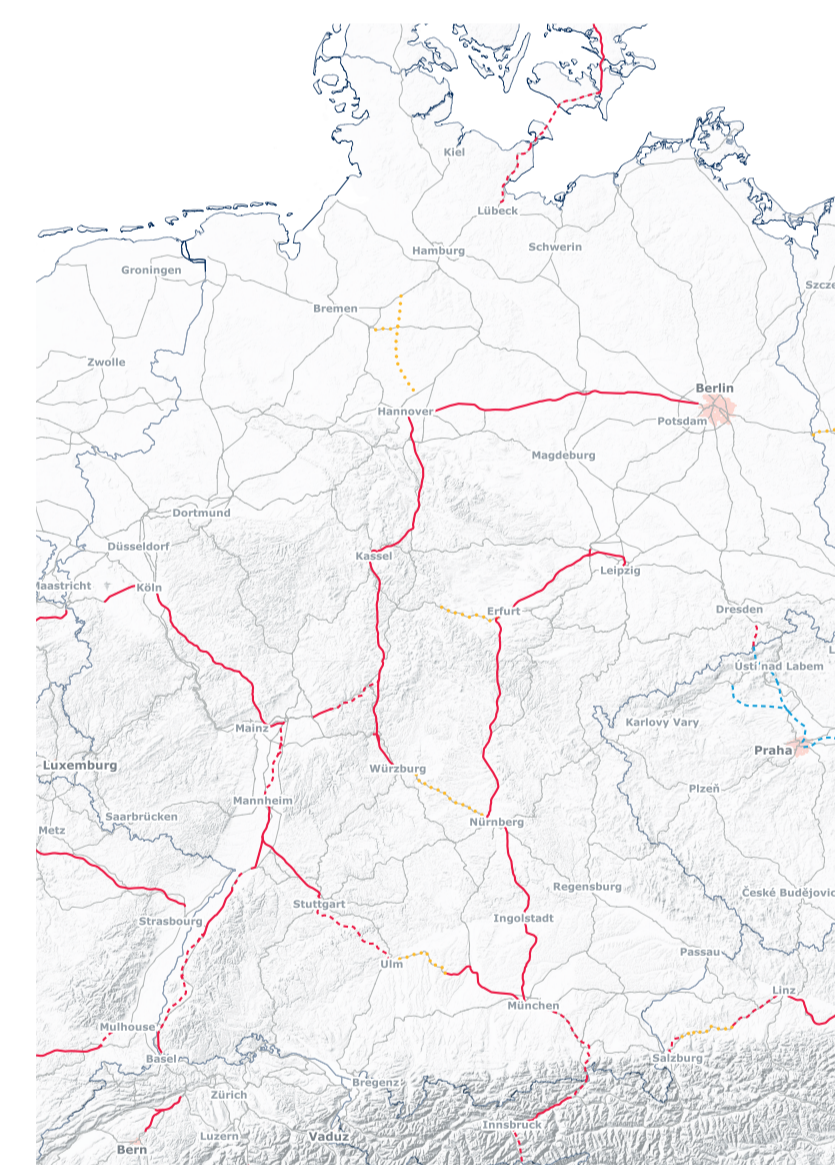 Kiel
Lübeck
Hamburg
Schwerin
Groningen
Szcze
Bremen
Zwolle
Berlin
Hannover
Potsdam
Magdeburg
Dortmund
Düsseldorf
Kassel
Leipzig
Maastricht
Köln
Erfurt
Dresden
Ústí nad Labem
L
Karlovy Vary
Mainz
Praha
Luxemburg
Würzburg
Plzeň
Mannheim
Saarbrücken
Nürnberg
Metz
Regensburg
České Budějovic
Stuttgart
Ingolstadt
Strasbourg
Passau
Ulm
Linz
München
Mulhouse
Basel
Salzburg
Bregenz
Zürich
Innsbruck
Luzern
Vaduz
Bern